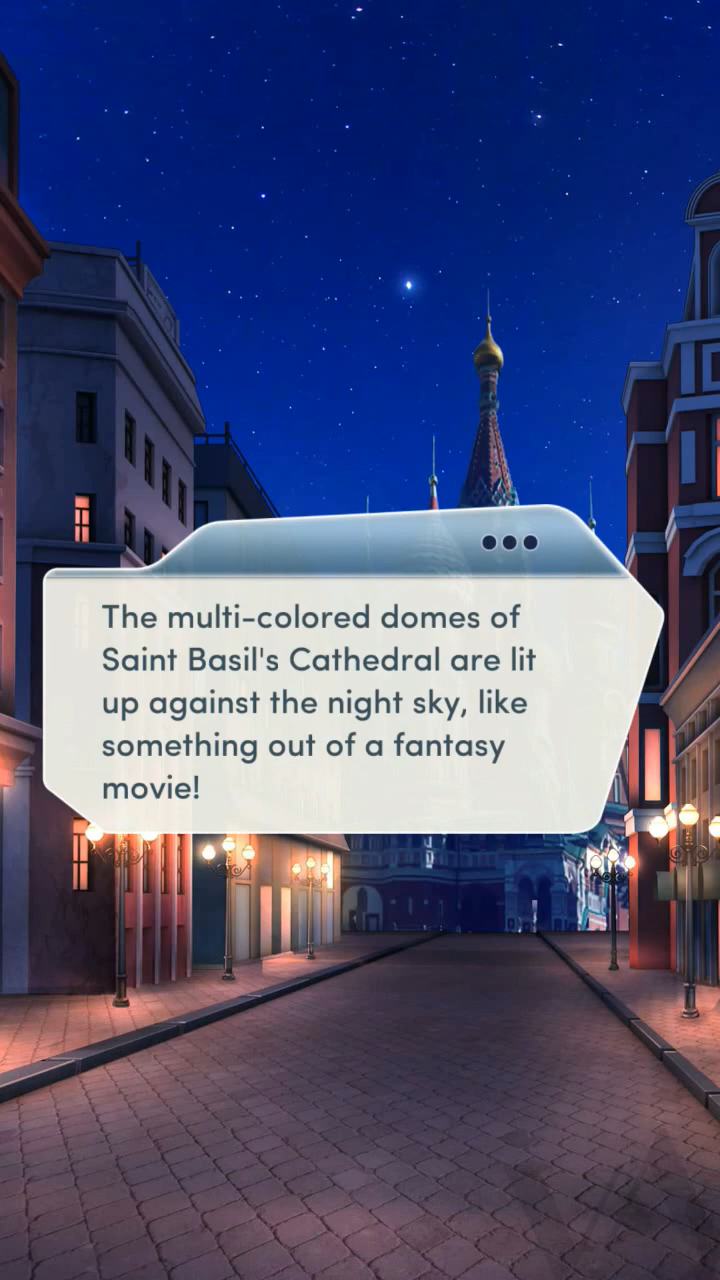 The multi-colored domes of
Saint Basil's Cathedral are lit
up against the night sky, like
something out of a fantasy
movie!